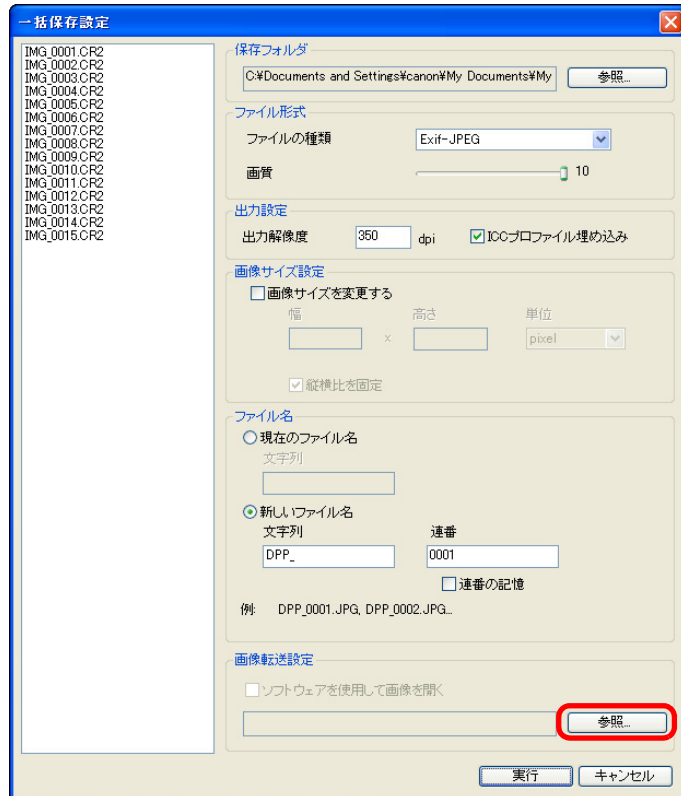 一括保存設定
IMG_0001.CR2
IMG_0002.CR2
IMG_0003.CR2
IMG_0004.CR2
IMG_0005.CR2
IMG_0006.CR2
IMG_0007.CR2
IMG_0008.CR2
IMG_0009.CR2
IMG_0010.CR2
IMG_0011.CR2
IMG_0012.CR2
IMG_0013.CR2
IMG_0014.CR2
IMG_0015.CR2
保存フォルダ
C:¥Documents and Settings¥canon¥My Documents¥My 参照...
ファイル形式
ファイルの種類 Exif-JPEG
画質 10
出力設定
出力解像度 350 dpi ICCプロファイル埋め込み
画像サイズ設定
画像サイズを変更する
幅 高さ 単位
x pixel
縦横比を固定
ファイル名
現在のファイル名
文字列
新しいファイル名
文字列 連番
DPP_ 0001
連番の記憶
例: DPP_0001.JPG, DPP_0002.JPG...
画像転送設定
ソフトウェアを使用して画像を開く
参照...
実行 キャンセル